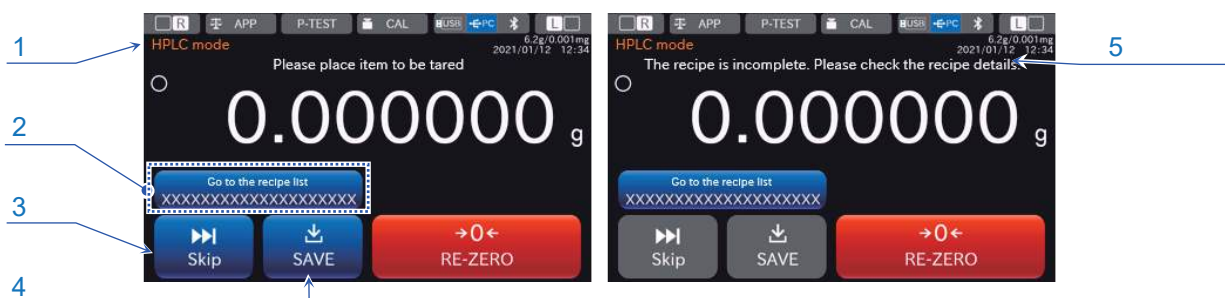 R APP P-TEST CAL USB PC L
HPLC mode
6.2g/0.001mg
2021/01/12 12:34
Please place item to be tared
0.000000 g
Go to the recipe list
XXXXXXXXXXXXXXXXXXXX
Skip
SAVE
→0←
RE-ZERO
1
2
3
4
R APP P-TEST CAL USB PC L
HPLC mode
6.2g/0.001mg
2021/01/12 12:34
The recipe is incomplete. Please check the recipe details.
0.000000 g
Go to the recipe list
XXXXXXXXXXXXXXXXXXXX
Skip
SAVE
→0←
RE-ZERO
5